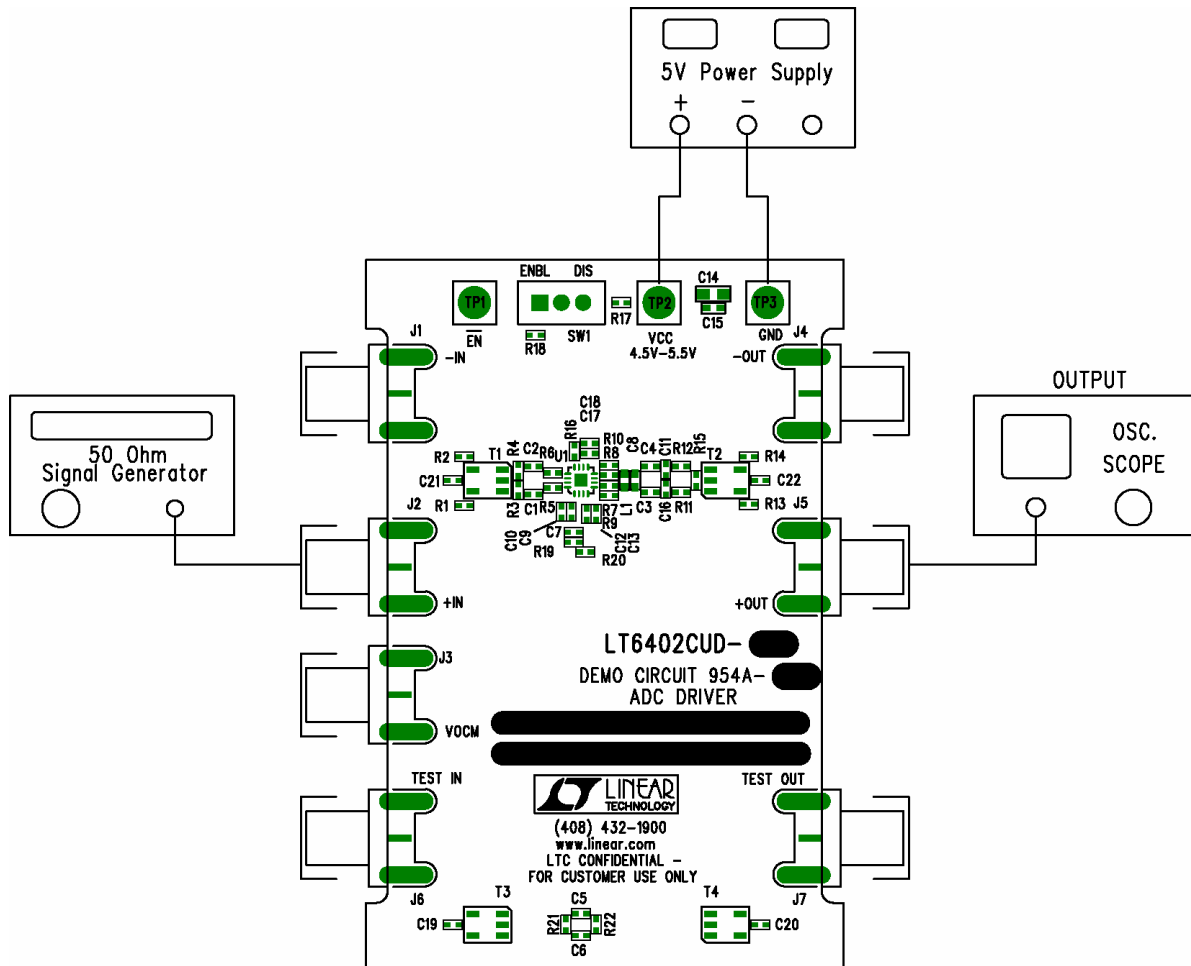 5V Power Supply
+ −
ENBL DIS
C14
TP1
TP2
TP3
R17
C15
EN
SW1
R18
VCC
4.5V−5.5V
GND
J1
−IN
J4
−OUT
OUTPUT
50 Ohm
Signal Generator
OSC.
SCOPE
C18
C17
R16
R10
R8
C8
C4
C11
R12
R15
R4
C2
R6
U1
R2
T1
T2
R14
C21
C22
R1
J2
R3
C1
R5
R7
R9
L1
C3
C16
R11
R13
J5
C10
C9
C7
R19
R20
C12
C13
+IN
+OUT
LT6402CUD−
DEMO CIRCUIT 954A−
ADC DRIVER
J3
VOCM
TEST IN
TEST OUT
LINEAR
TECHNOLOGY
(408) 432−1900
www.linear.com
LTC CONFIDENTIAL −
FOR CUSTOMER USE ONLY
J6
J7
T3
C5
T4
C19
R21
R22
C20
C6